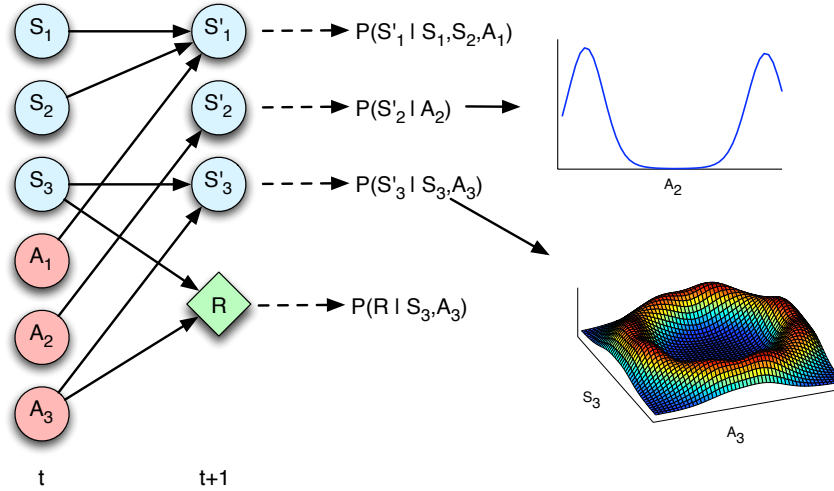 S1 S'1 P(S'1 | S1,S2,A1)
S2 S'2 P(S'2 | A2)
A2
S3 S'3 P(S'3 | S3,A3)
A1
R P(R | S3,A3)
A2
S3
A3
A3
t t+1